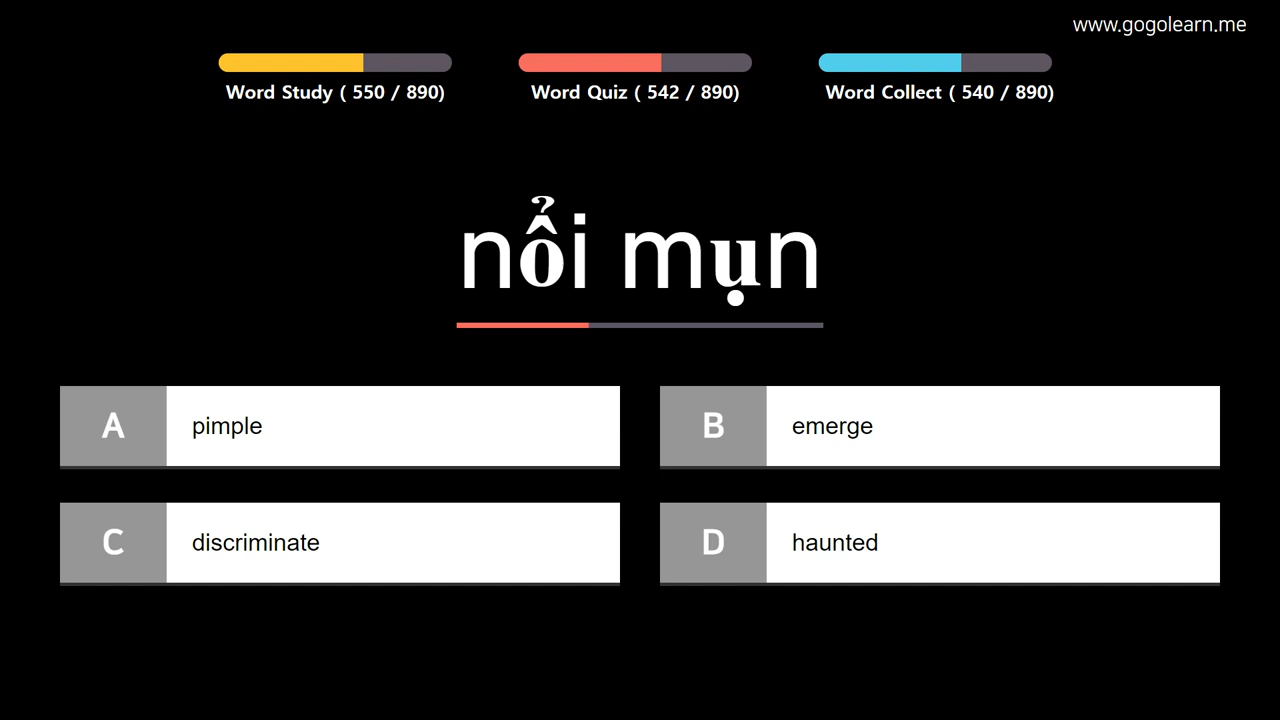 www.gogolearn.me
Word Study ( 550 / 890)
Word Quiz ( 542 / 890)
Word Collect ( 540 / 890)
nổi mụn
A pimple
B emerge
C discriminate
D haunted